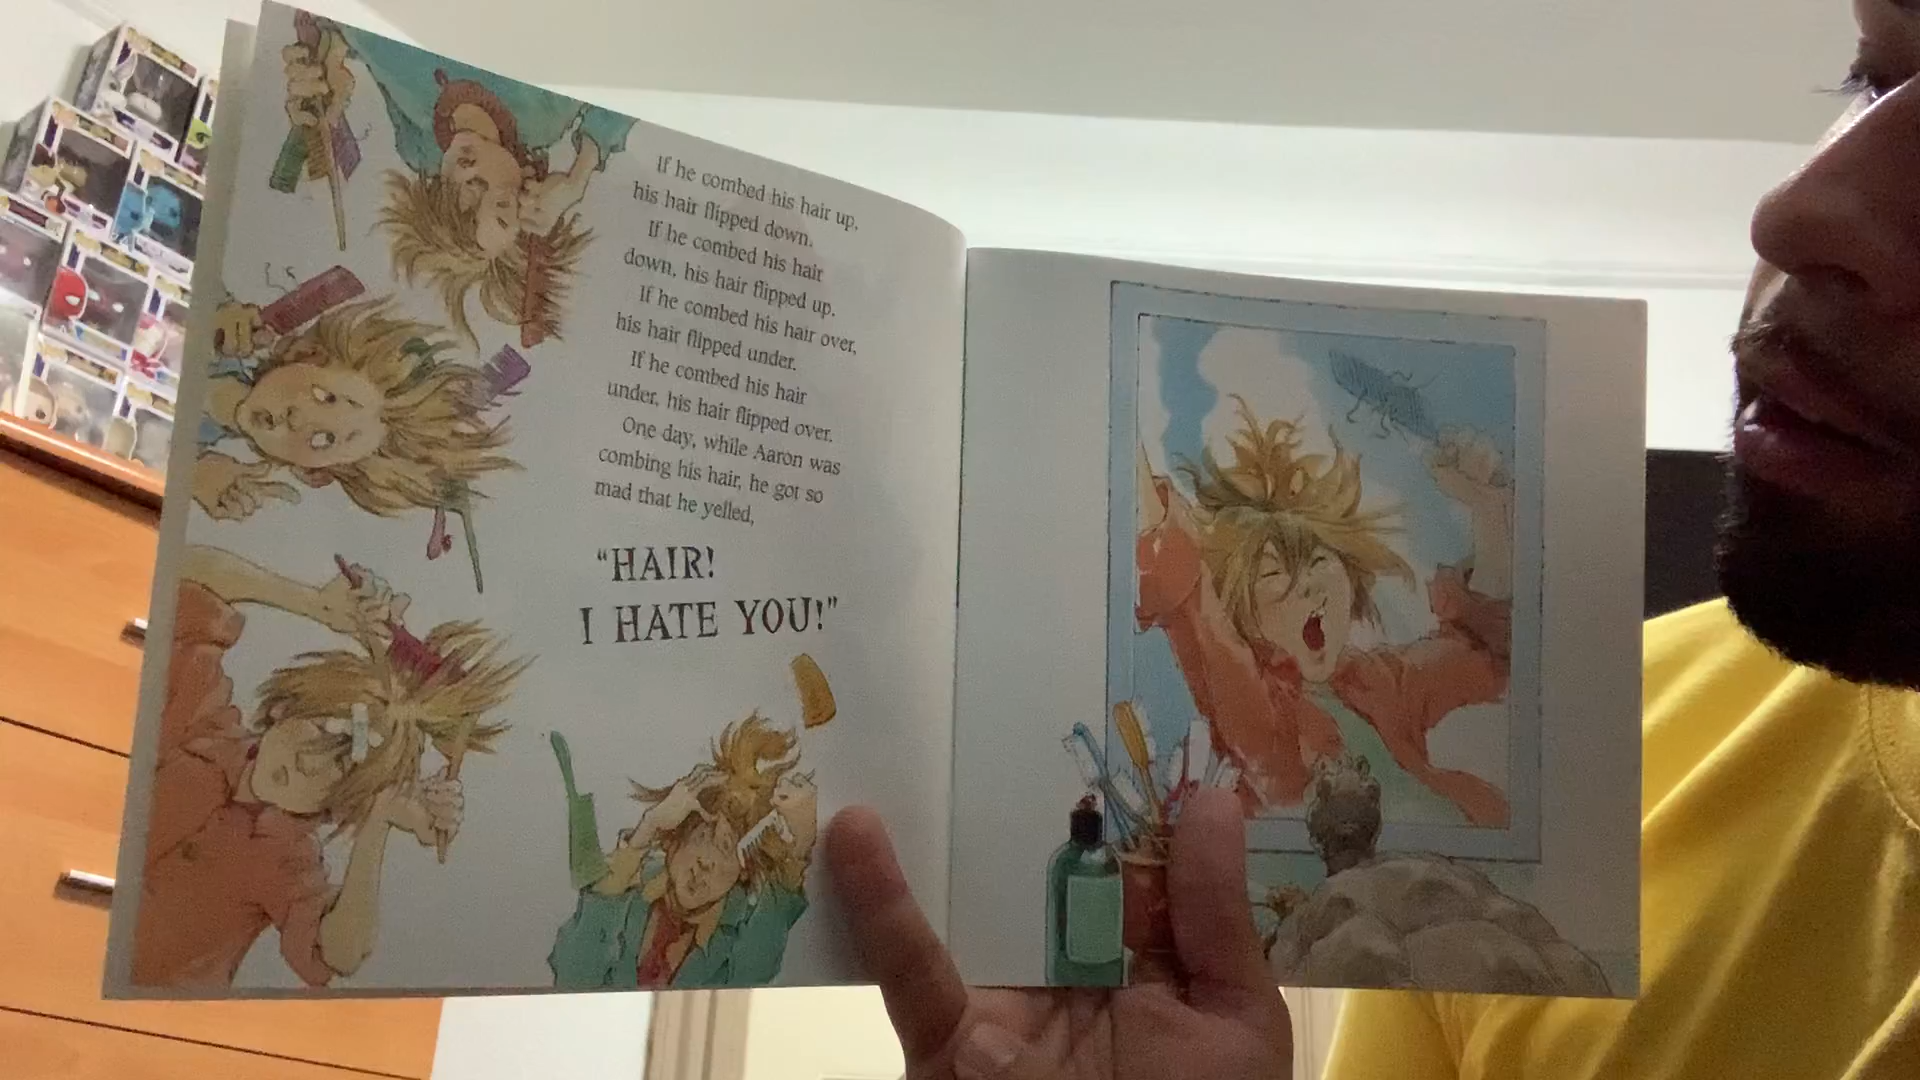 If he combed his hair up,
his hair flipped down.
If he combed his hair
down, his hair flipped up.
If he combed his hair over,
his hair flipped under.
If he combed his hair
under, his hair flipped over.
One day, while Aaron was
combing his hair, he got so
mad that he yelled,
“HAIR!
I HATE YOU!”